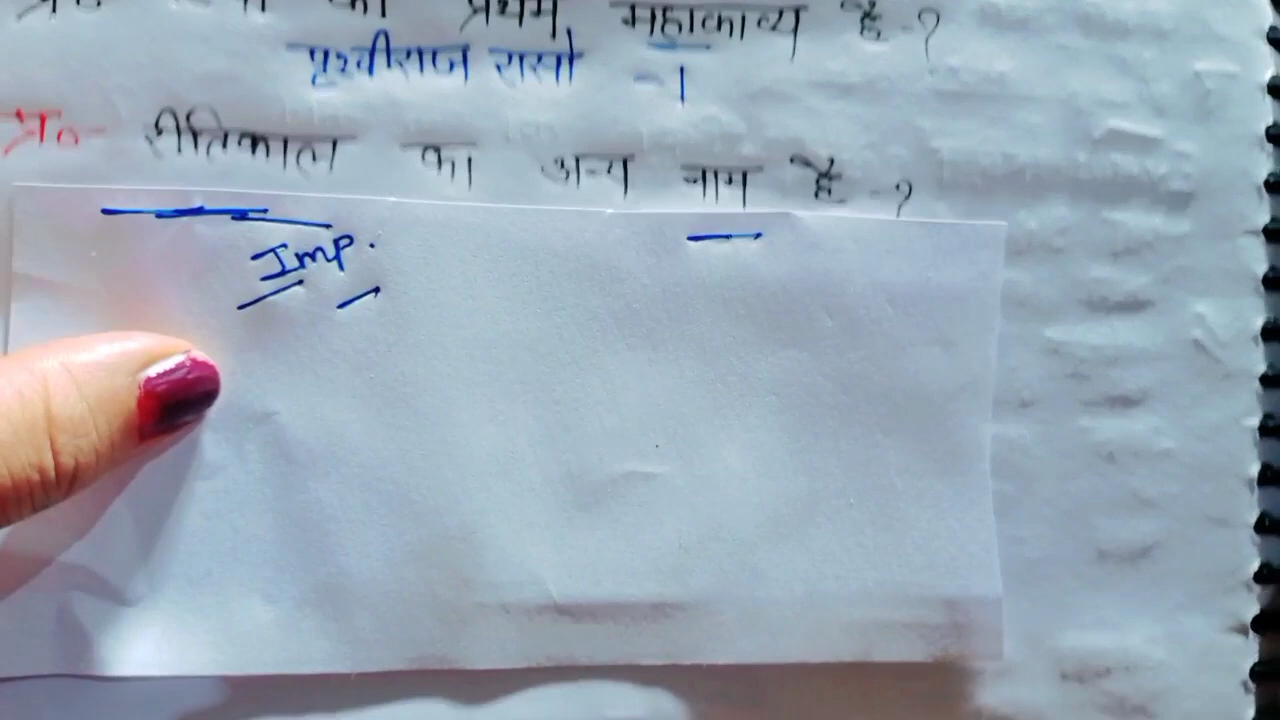 का प्रथम महाकाव्य है -?
पृथ्वीराज रासो -।
प्र०- रीतिकाल का अन्य नाम है -?
Imp.